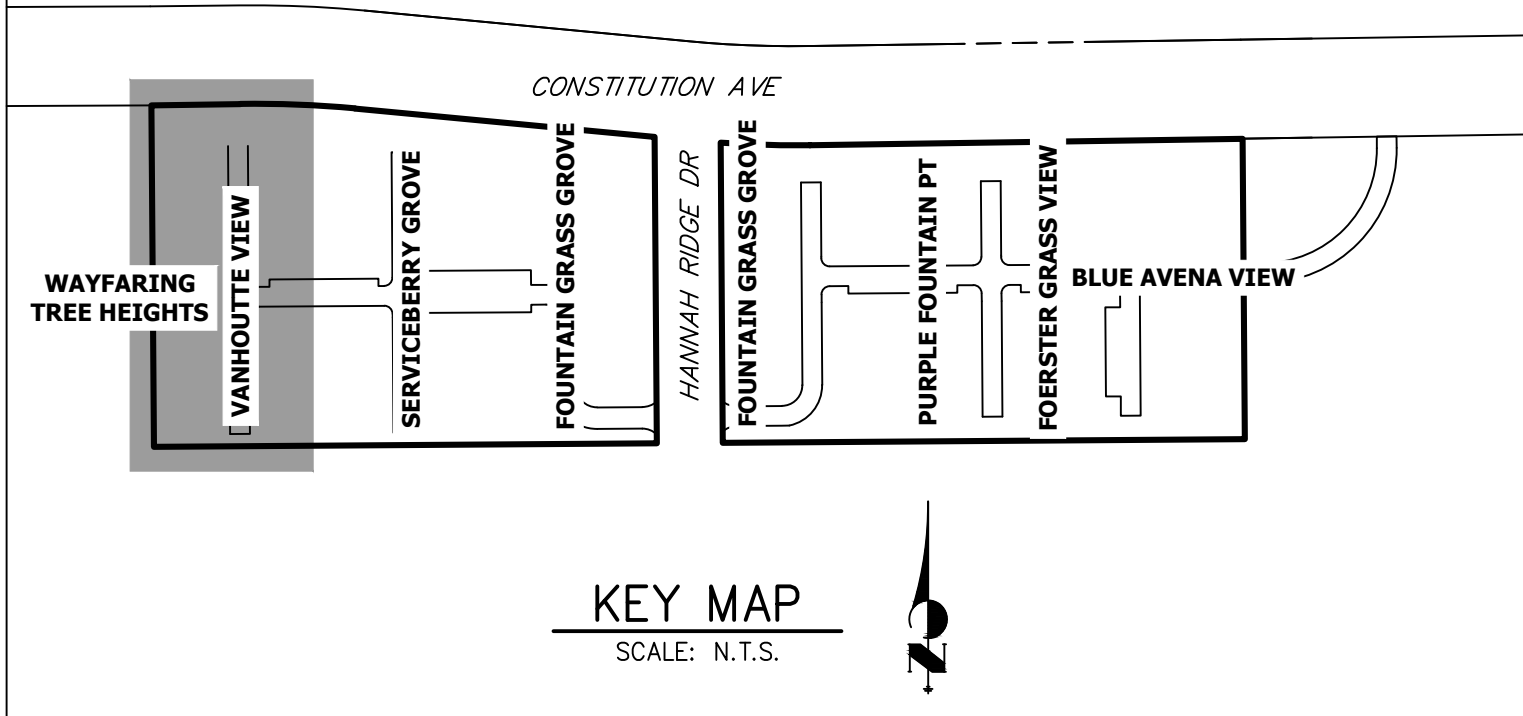 CONSTITUTION AVE
WAYFARING
TREE HEIGHTS
VANHOUTTE VIEW
SERVICEBERRY GROVE
FOUNTAIN GRASS GROVE
HANNAH RIDGE DR
FOUNTAIN GRASS GROVE
PURPLE FOUNTAIN PT
FOERSTER GRASS VIEW
BLUE AVENA VIEW
KEY MAP
SCALE: N.T.S.
N